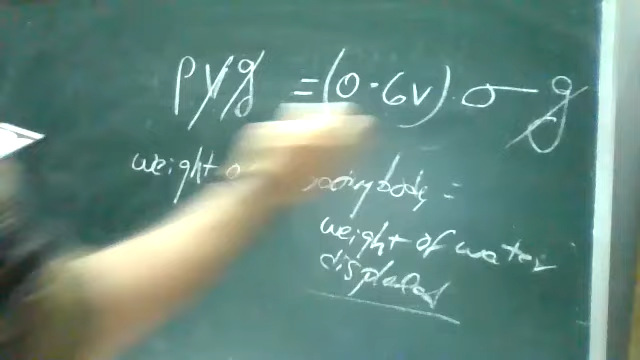 ρVg = (0.6v) σ g
weight
body =
weight of water
displaced